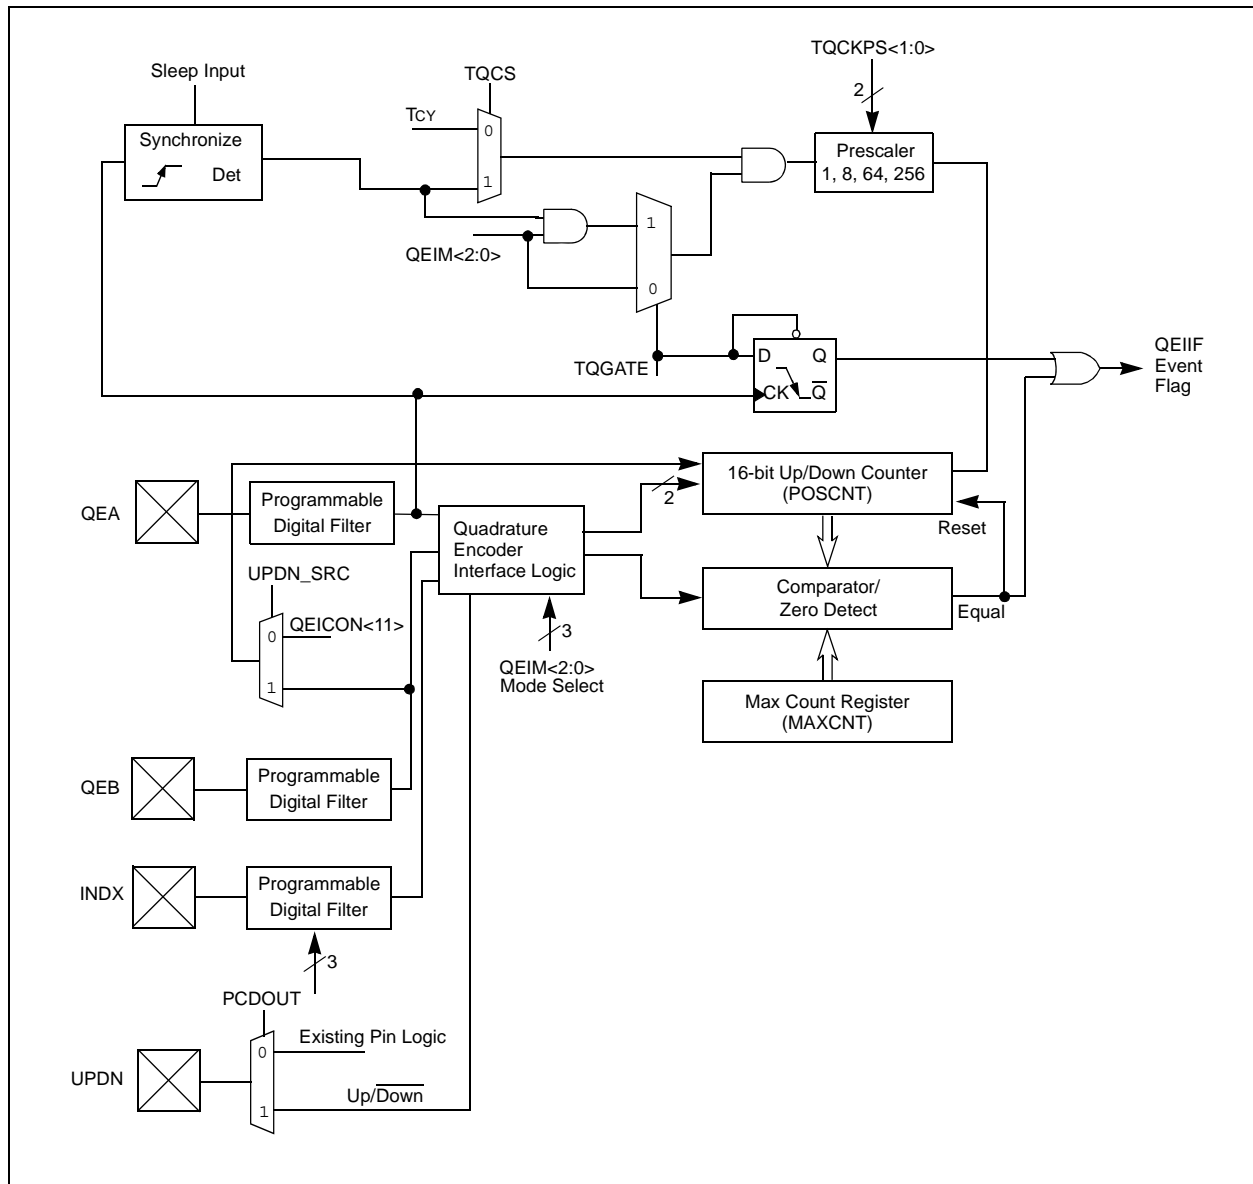 TQCKPS<1:0>
Sleep Input
TQCS
2
TCY
0
Synchronize
Det
1
Prescaler
1, 8, 64, 256
1
QEIM<2:0>
0
D Q
TQGATE
CK Q
QEIIF
Event
Flag
QEA
Programmable
Digital Filter
Quadrature
Encoder
Interface Logic
2
16-bit Up/Down Counter
(POSCNT)
Reset
UPDN_SRC
0
QEICON<11>
1
3
QEIM<2:0>
Mode Select
Comparator/
Zero Detect
Equal
Max Count Register
(MAXCNT)
QEB
Programmable
Digital Filter
INDX
Programmable
Digital Filter
3
PCDOUT
0
Existing Pin Logic
UPDN
1
Up/Down